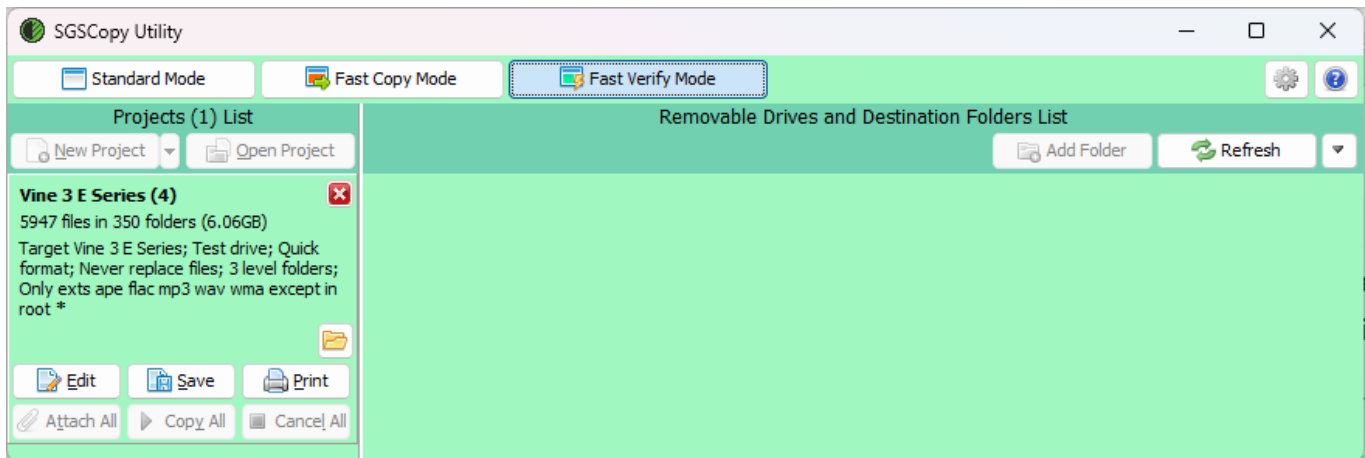 SGSCopy Utility
Standard Mode
Fast Copy Mode
Fast Verify Mode
Projects (1) List
Removable Drives and Destination Folders List
New Project
Open Project
Add Folder
Refresh
Vine 3 E Series (4)
5947 files in 350 folders (6.06GB)
Target Vine 3 E Series; Test drive; Quick
format; Never replace files; 3 level folders;
Only exts ape flac mp3 wav wma except in
root *
Edit
Save
Print
Attach All
Copy All
Cancel All